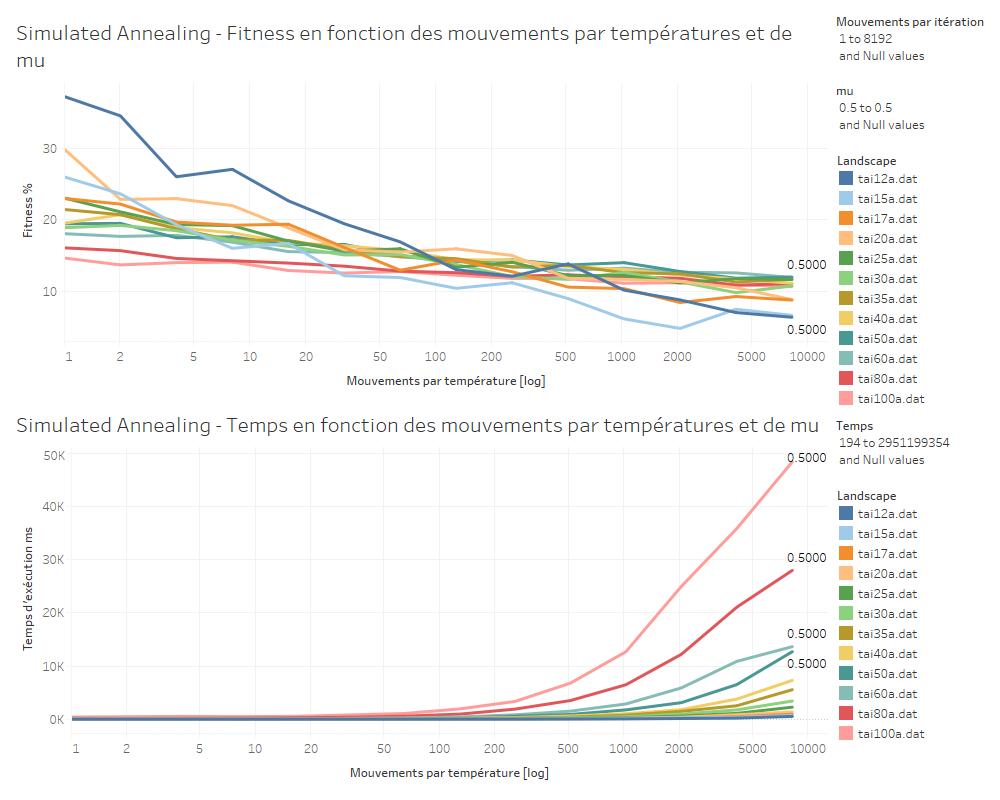 Simulated Annealing - Fitness en fonction des mouvements par températures et de
mu
Fitness %
30
20
10
0.5000
0.5000
1 2 5 10 20 50 100 200 500 1000 2000 5000 10000
Mouvements par température [log]
Mouvements par itération
1 to 8192
and Null values
mu
0.5 to 0.5
and Null values
Landscape
tai12a.dat
tai15a.dat
tai17a.dat
tai20a.dat
tai25a.dat
tai30a.dat
tai35a.dat
tai40a.dat
tai50a.dat
tai60a.dat
tai80a.dat
tai100a.dat
Simulated Annealing - Temps en fonction des mouvements par températures et de mu
Temps d'exécution ms
50K
40K
30K
20K
10K
0K
0.5000
0.5000
0.5000
0.5000
1 2 5 10 20 50 100 200 500 1000 2000 5000 10000
Mouvements par température [log]
Temps
194 to 2951199354
and Null values
Landscape
tai12a.dat
tai15a.dat
tai17a.dat
tai20a.dat
tai25a.dat
tai30a.dat
tai35a.dat
tai40a.dat
tai50a.dat
tai60a.dat
tai80a.dat
tai100a.dat